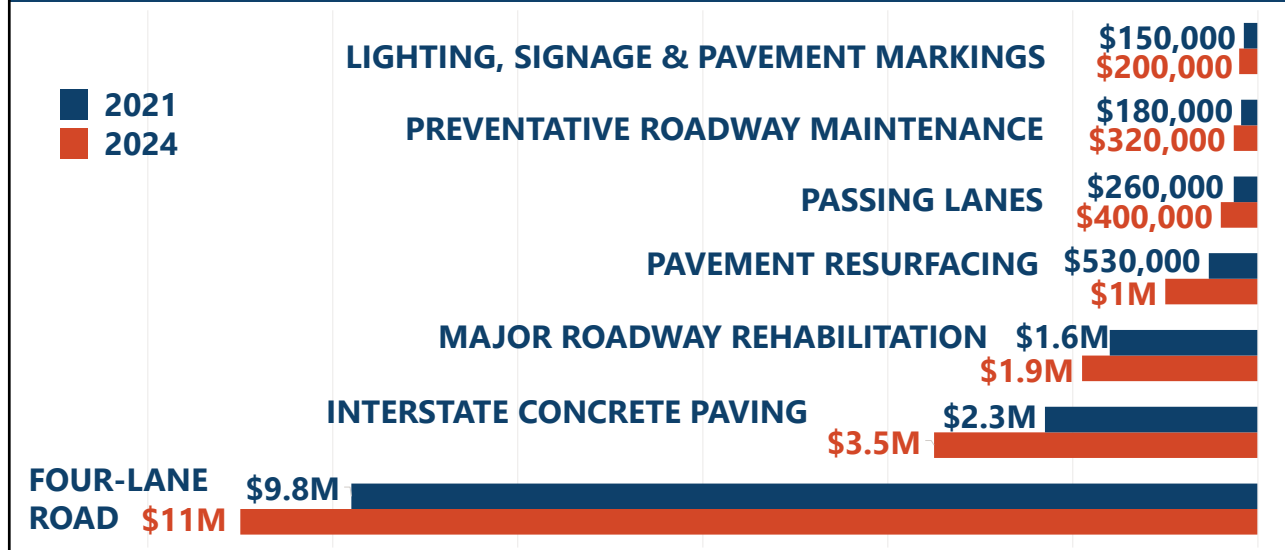 LIGHTING, SIGNAGE & PAVEMENT MARKINGS $150,000
$200,000
2021
2024
PREVENTATIVE ROADWAY MAINTENANCE $180,000
$320,000
PASSING LANES $260,000
$400,000
PAVEMENT RESURFACING $530,000
$1M
MAJOR ROADWAY REHABILITATION $1.6M
$1.9M
INTERSTATE CONCRETE PAVING $2.3M
$3.5M
FOUR-LANE $9.8M
ROAD $11M